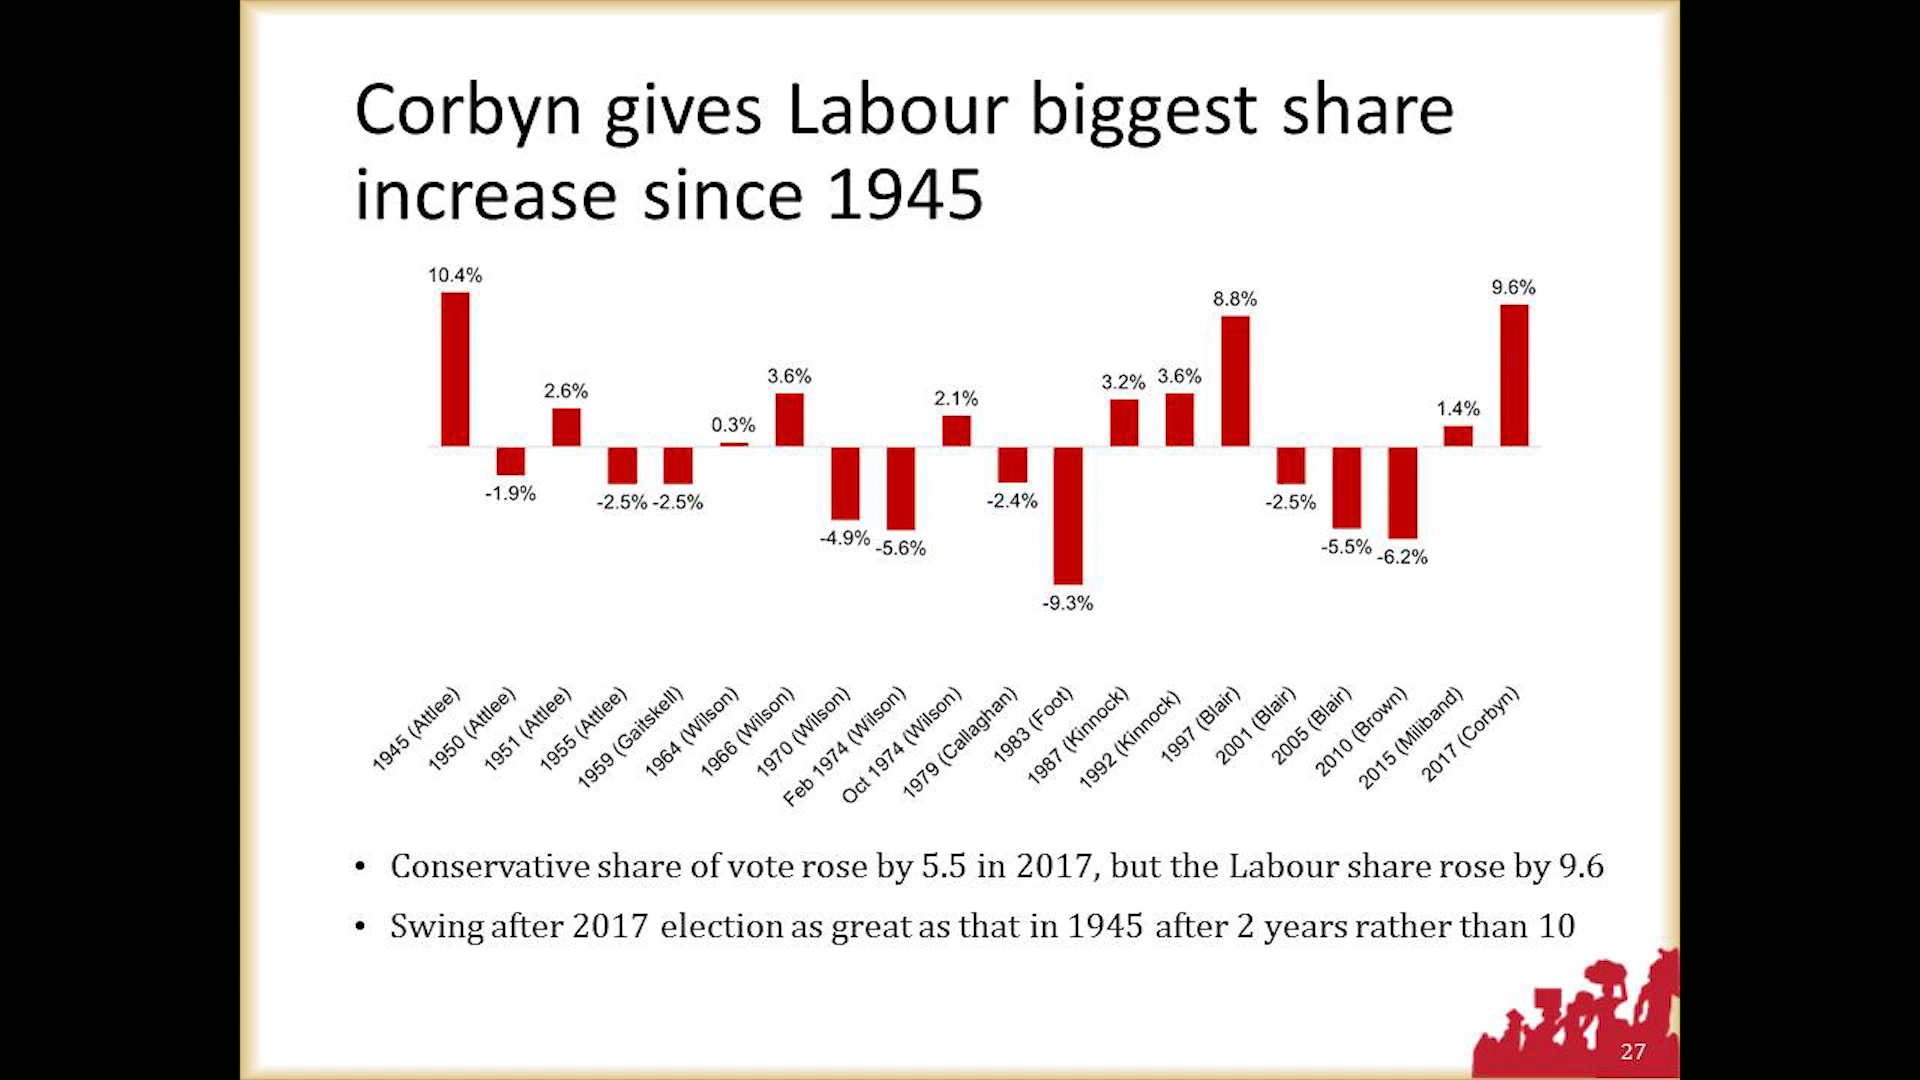 Corbyn gives Labour biggest share
increase since 1945
10.4%
-1.9%
2.6%
-2.5%
-2.5%
0.3%
3.6%
-4.9%
-5.6%
2.1%
-2.4%
-9.3%
3.2%
3.6%
8.8%
-2.5%
-5.5%
-6.2%
1.4%
9.6%
1945 (Attlee)
1950 (Attlee)
1951 (Attlee)
1955 (Attlee)
1959 (Gaitskell)
1964 (Wilson)
1966 (Wilson)
1970 (Wilson)
Feb 1974 (Wilson)
Oct 1974 (Wilson)
1979 (Callaghan)
1983 (Foot)
1987 (Kinnock)
1992 (Kinnock)
1997 (Blair)
2001 (Blair)
2005 (Blair)
2010 (Brown)
2015 (Miliband)
2017 (Corbyn)
• Conservative share of vote rose by 5.5 in 2017, but the Labour share rose by 9.6
• Swing after 2017 election as great as that in 1945 after 2 years rather than 10
27